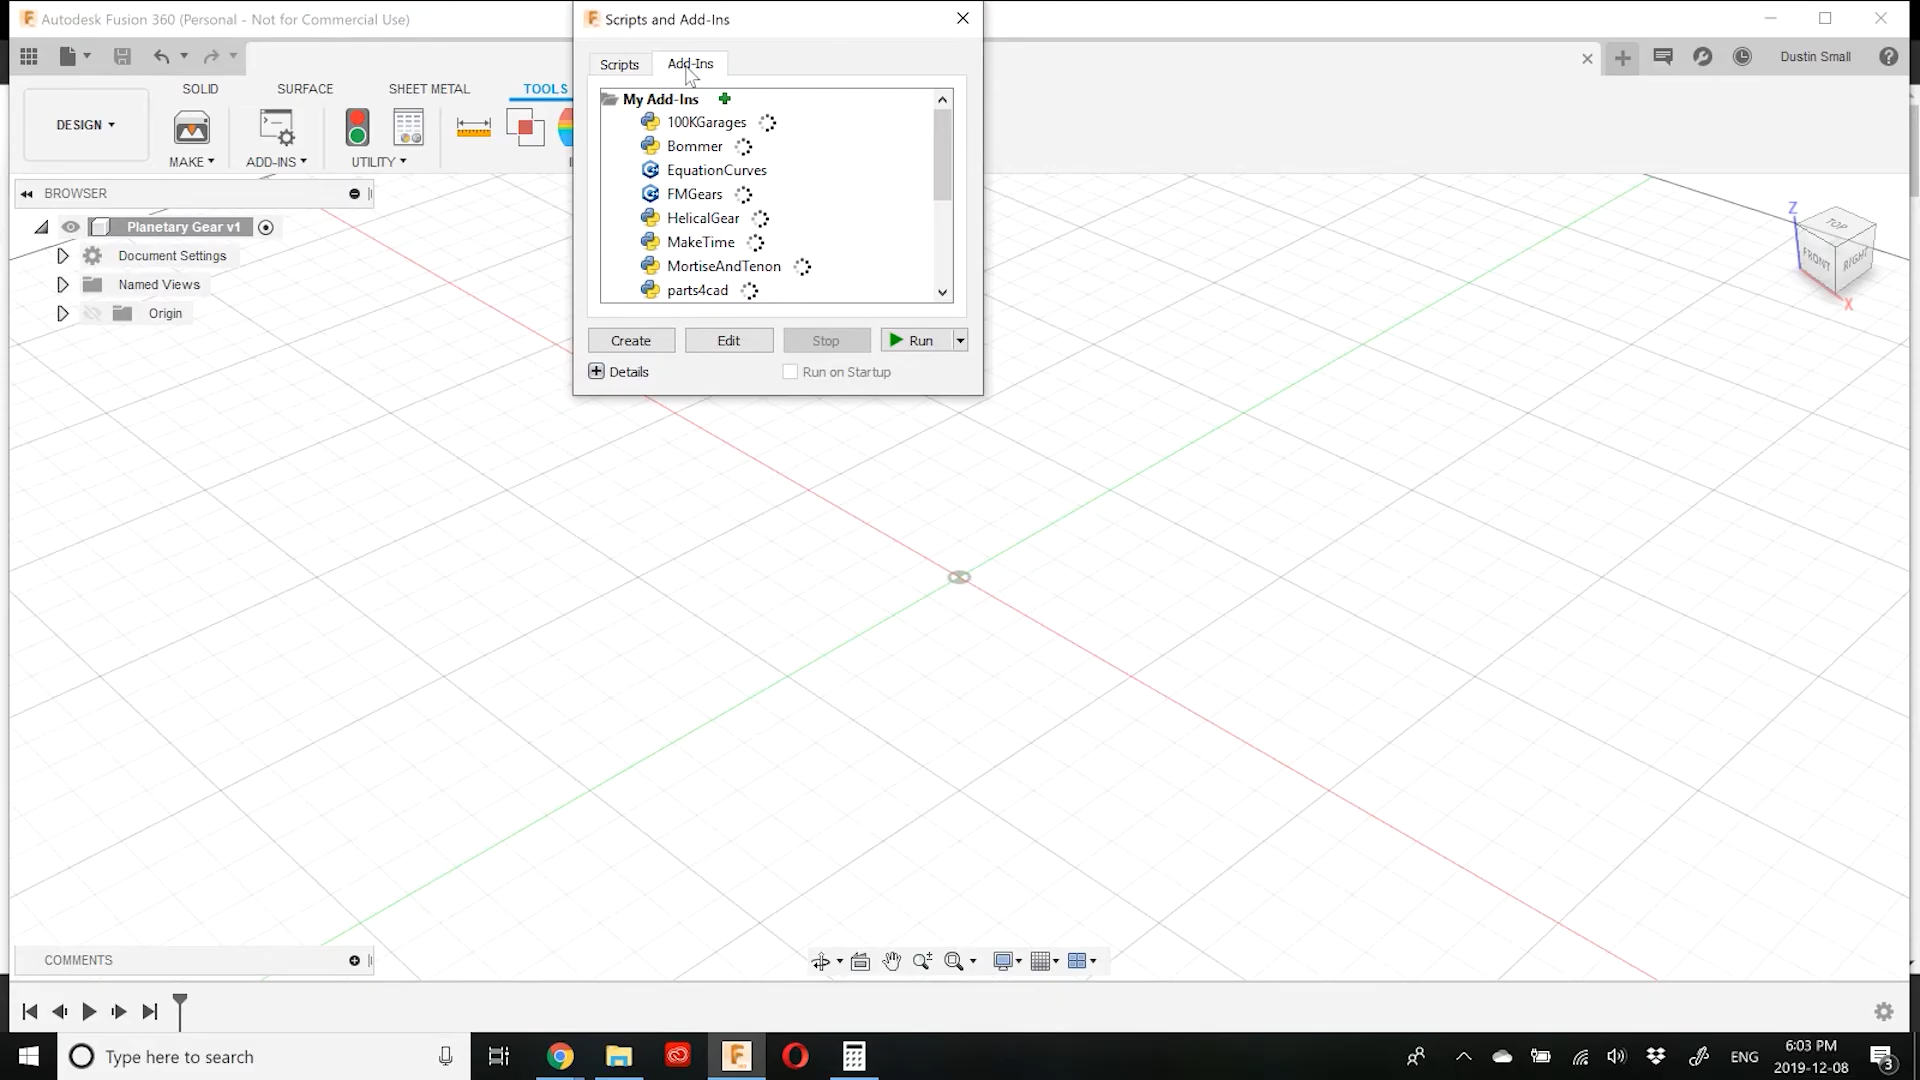 Autodesk Fusion 360 (Personal - Not for Commercial Use)
Scripts and Add-Ins
Dustin Small
Scripts
Add-Ins
SOLID
SURFACE
SHEET METAL
TOOLS
DESIGN
MAKE
ADD-INS
UTILITY
My Add-Ins
100KGarages
Bommer
EquationCurves
FMGears
HelicalGear
MakeTime
MortiseAndTenon
parts4cad
Create
Edit
Stop
Run
Details
Run on Startup
BROWSER
Planetary Gear v1
Document Settings
Named Views
Origin
Z
TOP
FRONT
RIGHT
X
COMMENTS
Type here to search
ENG
6:03 PM
2019-12-08
3